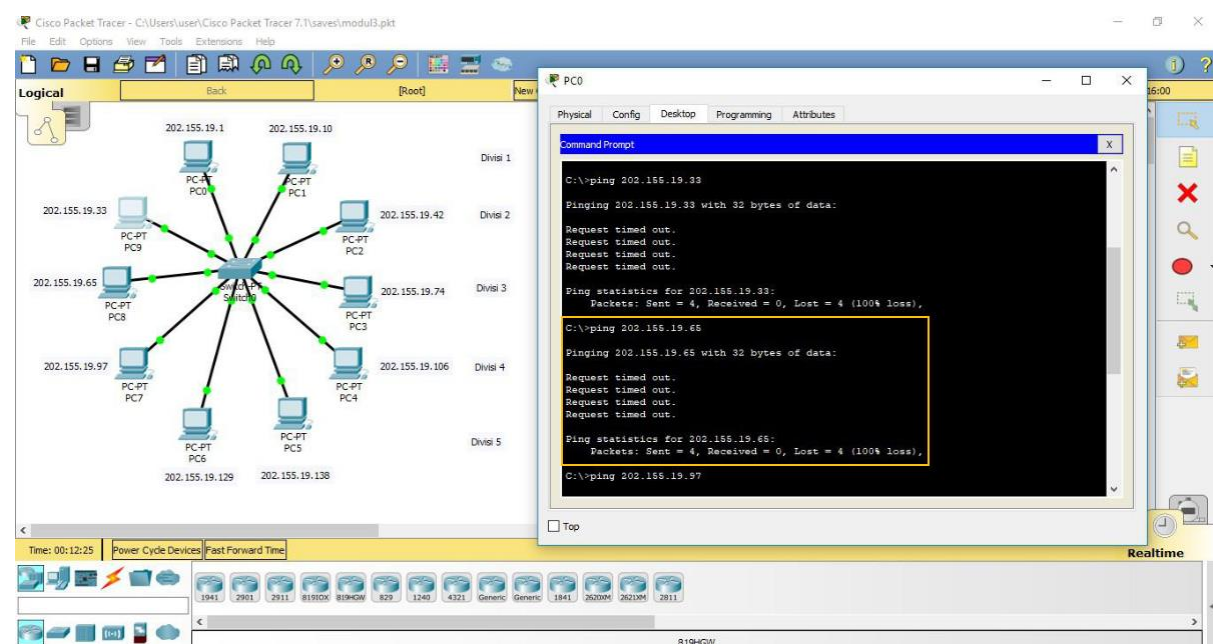 Cisco Packet Tracer - C:\Users\user\Cisco Packet Tracer 7.1\saves\modul3.pkt
File Edit Options View Tools Extensions Help
Logical
Back
[Root]
New
16:00
202.155.19.1
202.155.19.10
PC-PT
PC0
PC-PT
PC1
Divisi 1
202.155.19.33
PC-PT
PC9
202.155.19.42
PC-PT
PC2
Divisi 2
202.155.19.65
PC-PT
PC8
Switch-PT
Switch0
202.155.19.74
PC-PT
PC3
Divisi 3
202.155.19.97
PC-PT
PC7
202.155.19.106
PC-PT
PC4
Divisi 4
PC-PT
PC6
PC-PT
PC5
Divisi 5
202.155.19.129
202.155.19.138
PC0
Physical Config Desktop Programming Attributes
Command Prompt
X
C:\>ping 202.155.19.33
Pinging 202.155.19.33 with 32 bytes of data:
Request timed out.
Request timed out.
Request timed out.
Request timed out.
Ping statistics for 202.155.19.33:
Packets: Sent = 4, Received = 0, Lost = 4 (100% loss),
C:\>ping 202.155.19.65
Pinging 202.155.19.65 with 32 bytes of data:
Request timed out.
Request timed out.
Request timed out.
Request timed out.
Ping statistics for 202.155.19.65:
Packets: Sent = 4, Received = 0, Lost = 4 (100% loss),
C:\>ping 202.155.19.97
Top
Time: 00:12:25 Power Cycle Devices Fast Forward Time
Realtime
1941 2901 2911 819IOX 819HGW 829 1240 4321 Generic Generic 1841 2620XM 2621XM 2811
819HGW